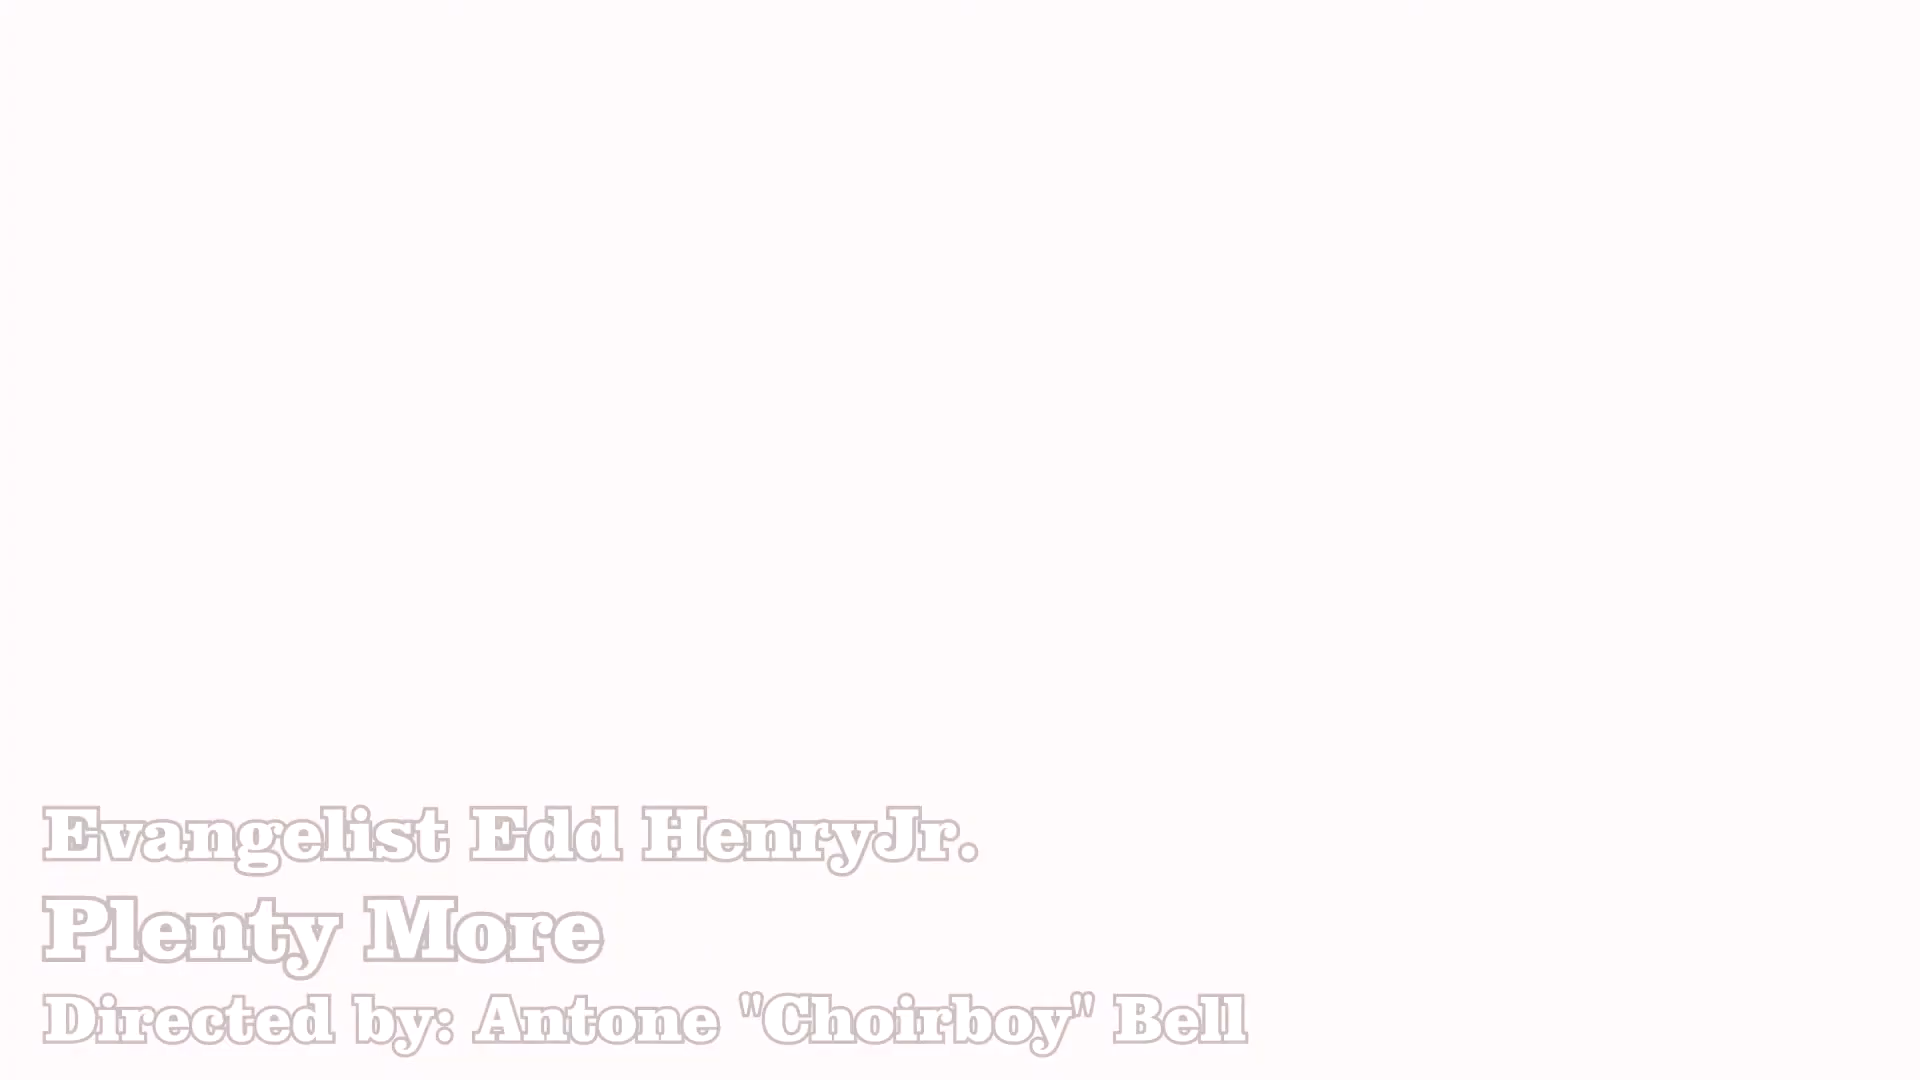 Evangelist Edd HenryJr.
Plenty More
Directed by: Antone "Choirboy" Bell